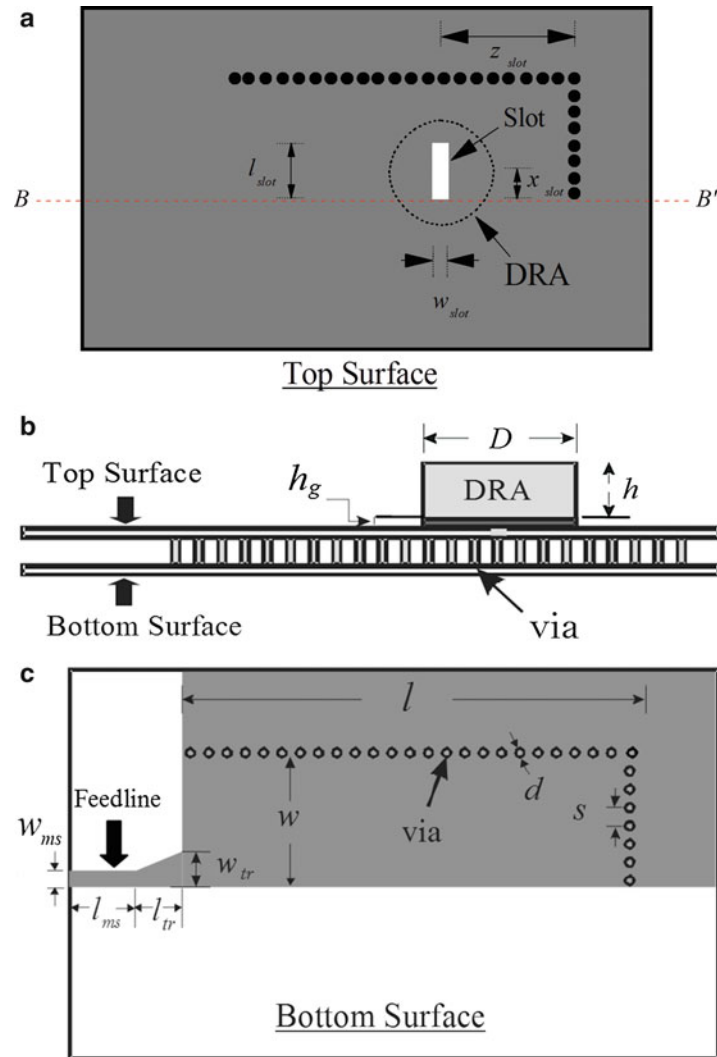 a
z slot
Slot
l slot
x slot
B
B'
DRA
w slot
Top Surface
b
D
Top Surface
h g
DRA
h
Bottom Surface
via
c
l
Feedline
w
d
s
via
w ms
w tr
l ms
l tr
Bottom Surface